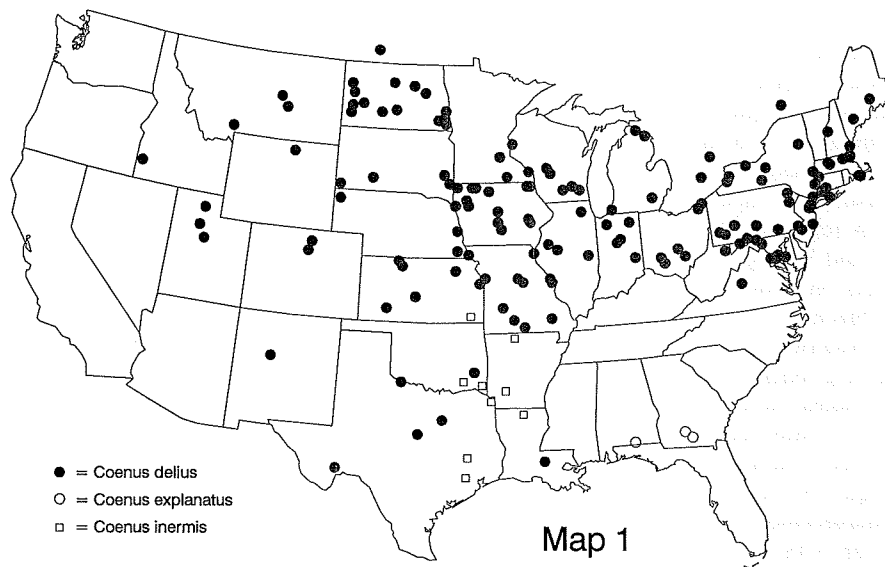 ● = Coenus delius
○ = Coenus explanatus
□ = Coenus inermis
Map 1